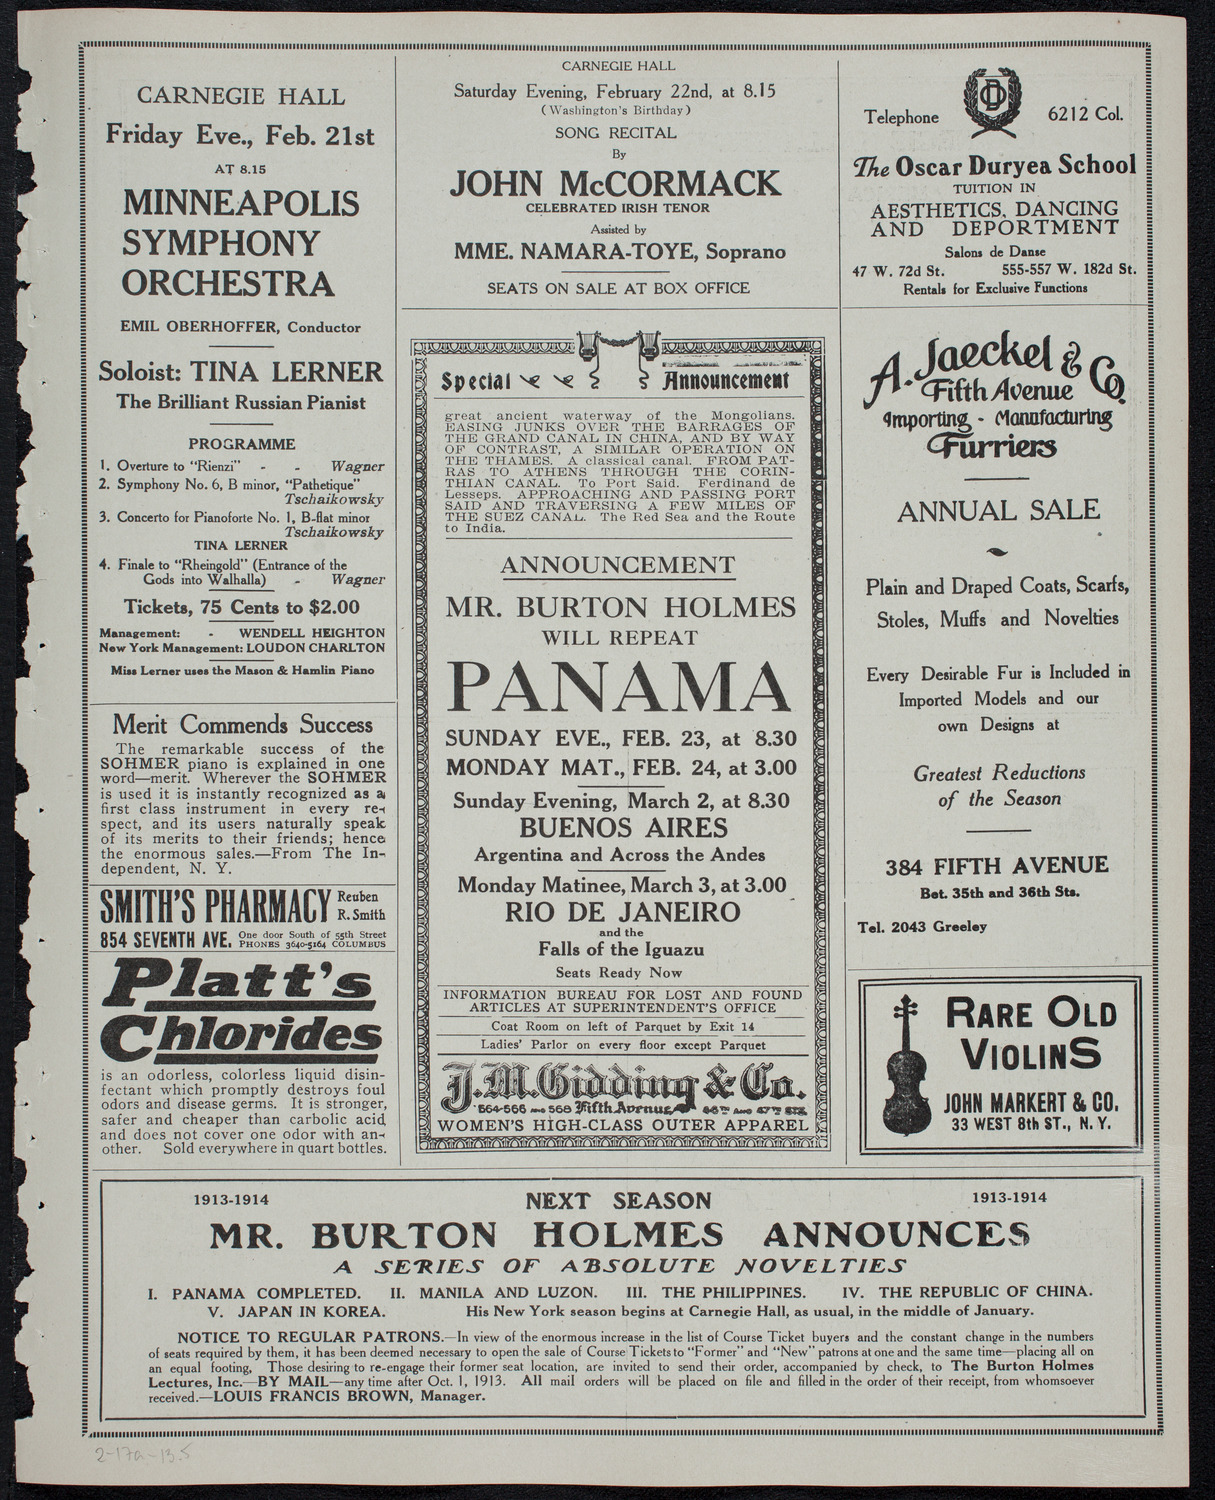 CARNEGIE HALL
Friday Eve., Feb. 21st
AT 8.15
MINNEAPOLIS
SYMPHONY
ORCHESTRA
EMIL OBERHOFFER, Conductor
Soloist: TINA LERNER
The Brilliant Russian Pianist
PROGRAMME
1. Overture to "Rienzi" - - Wagner
2. Symphony No. 6, B minor, "Pathetique"
Tschaikowsky
3. Concerto for Pianoforte No. 1, B-flat minor
Tschaikowsky
TINA LERNER
4. Finale to "Rheingold" (Entrance of the
Gods into Walhalla) - Wagner
Tickets, 75 Cents to $2.00
Management: - WENDELL HEIGHTON
New York Management: LOUDON CHARLTON
Miss Lerner uses the Mason & Hamlin Piano
Merit Commends Success
The remarkable success of the
SOHMER piano is explained in one
word—merit. Wherever the SOHMER
is used it is instantly recognized as a
first class instrument in every re-
spect, and its users naturally speak
of its merits to their friends; hence
the enormous sales.—From The In-
dependent, N. Y.
SMITH'S PHARMACY Reuben
R. Smith
854 SEVENTH AVE. One door South of 55th Street
PHONES 3640-5164 COLUMBUS
Platt's
Chlorides
is an odorless, colorless liquid disin-
fectant which promptly destroys foul
odors and disease germs. It is stronger,
safer and cheaper than carbolic acid
and does not cover one odor with an-
other. Sold everywhere in quart bottles.
CARNEGIE HALL
Saturday Evening, February 22nd, at 8.15
(Washington's Birthday)
SONG RECITAL
By
JOHN McCORMACK
CELEBRATED IRISH TENOR
Assisted by
MME. NAMARA-TOYE, Soprano
SEATS ON SALE AT BOX OFFICE
Special Announcement
great ancient waterway of the Mongolians.
EASING JUNKS OVER THE BARRAGES OF
THE GRAND CANAL IN CHINA, AND BY WAY
OF CONTRAST, A SIMILAR OPERATION ON
THE THAMES. A classical canal. FROM PAT-
RAS TO ATHENS THROUGH THE CORIN-
THIAN CANAL. To Port Said. Ferdinand de
Lesseps. APPROACHING AND PASSING PORT
SAID AND TRAVERSING A FEW MILES OF
THE SUEZ CANAL. The Red Sea and the Route
to India.
ANNOUNCEMENT
MR. BURTON HOLMES
WILL REPEAT
PANAMA
SUNDAY EVE., FEB. 23, at 8.30
MONDAY MAT., FEB. 24, at 3.00
Sunday Evening, March 2, at 8.30
BUENOS AIRES
Argentina and Across the Andes
Monday Matinee, March 3, at 3.00
RIO DE JANEIRO
and the
Falls of the Iguazu
Seats Ready Now
INFORMATION BUREAU FOR LOST AND FOUND
ARTICLES AT SUPERINTENDENT'S OFFICE
Coat Room on left of Parquet by Exit 14
Ladies' Parlor on every floor except Parquet
J.M. Gidding & Co.
564-566 AND 568 Fifth Avenue 46TH AND 47TH STS.
WOMEN'S HIGH-CLASS OUTER APPAREL
OD
Telephone 6212 Col.
The Oscar Duryea School
TUITION IN
AESTHETICS, DANCING
AND DEPORTMENT
Salons de Danse
47 W. 72d St. 555-557 W. 182d St.
Rentals for Exclusive Functions
A. Jaeckel & Co.
Fifth Avenue
Importing - Manufacturing
Furriers
ANNUAL SALE
Plain and Draped Coats, Scarfs,
Stoles, Muffs and Novelties
Every Desirable Fur is Included in
Imported Models and our
own Designs at
Greatest Reductions
of the Season
384 FIFTH AVENUE
Bet. 35th and 36th Sts.
Tel. 2043 Greeley
RARE OLD
VIOLINS
JOHN MARKERT & CO.
33 WEST 8th ST., N. Y.
1913-1914 NEXT SEASON 1913-1914
MR. BURTON HOLMES ANNOUNCES
A SERIES OF ABSOLUTE NOVELTIES
I. PANAMA COMPLETED. II. MANILA AND LUZON. III. THE PHILIPPINES. IV. THE REPUBLIC OF CHINA.
V. JAPAN IN KOREA. His New York season begins at Carnegie Hall, as usual, in the middle of January.
NOTICE TO REGULAR PATRONS.—In view of the enormous increase in the list of Course Ticket buyers and the constant change in the numbers
of seats required by them, it has been deemed necessary to open the sale of Course Tickets to "Former" and "New" patrons at one and the same time—placing all on
an equal footing, Those desiring to re-engage their former seat location, are invited to send their order, accompanied by check, to The Burton Holmes
Lectures, Inc.—BY MAIL—any time after Oct. 1, 1913. All mail orders will be placed on file and filled in the order of their receipt, from whomsoever
received.—LOUIS FRANCIS BROWN, Manager.
2-17a-13.5